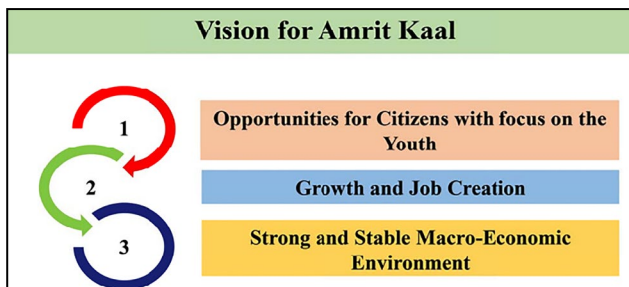 Vision for Amrit Kaal
1
Opportunities for Citizens with focus on the
Youth
2
Growth and Job Creation
3
Strong and Stable Macro-Economic
Environment